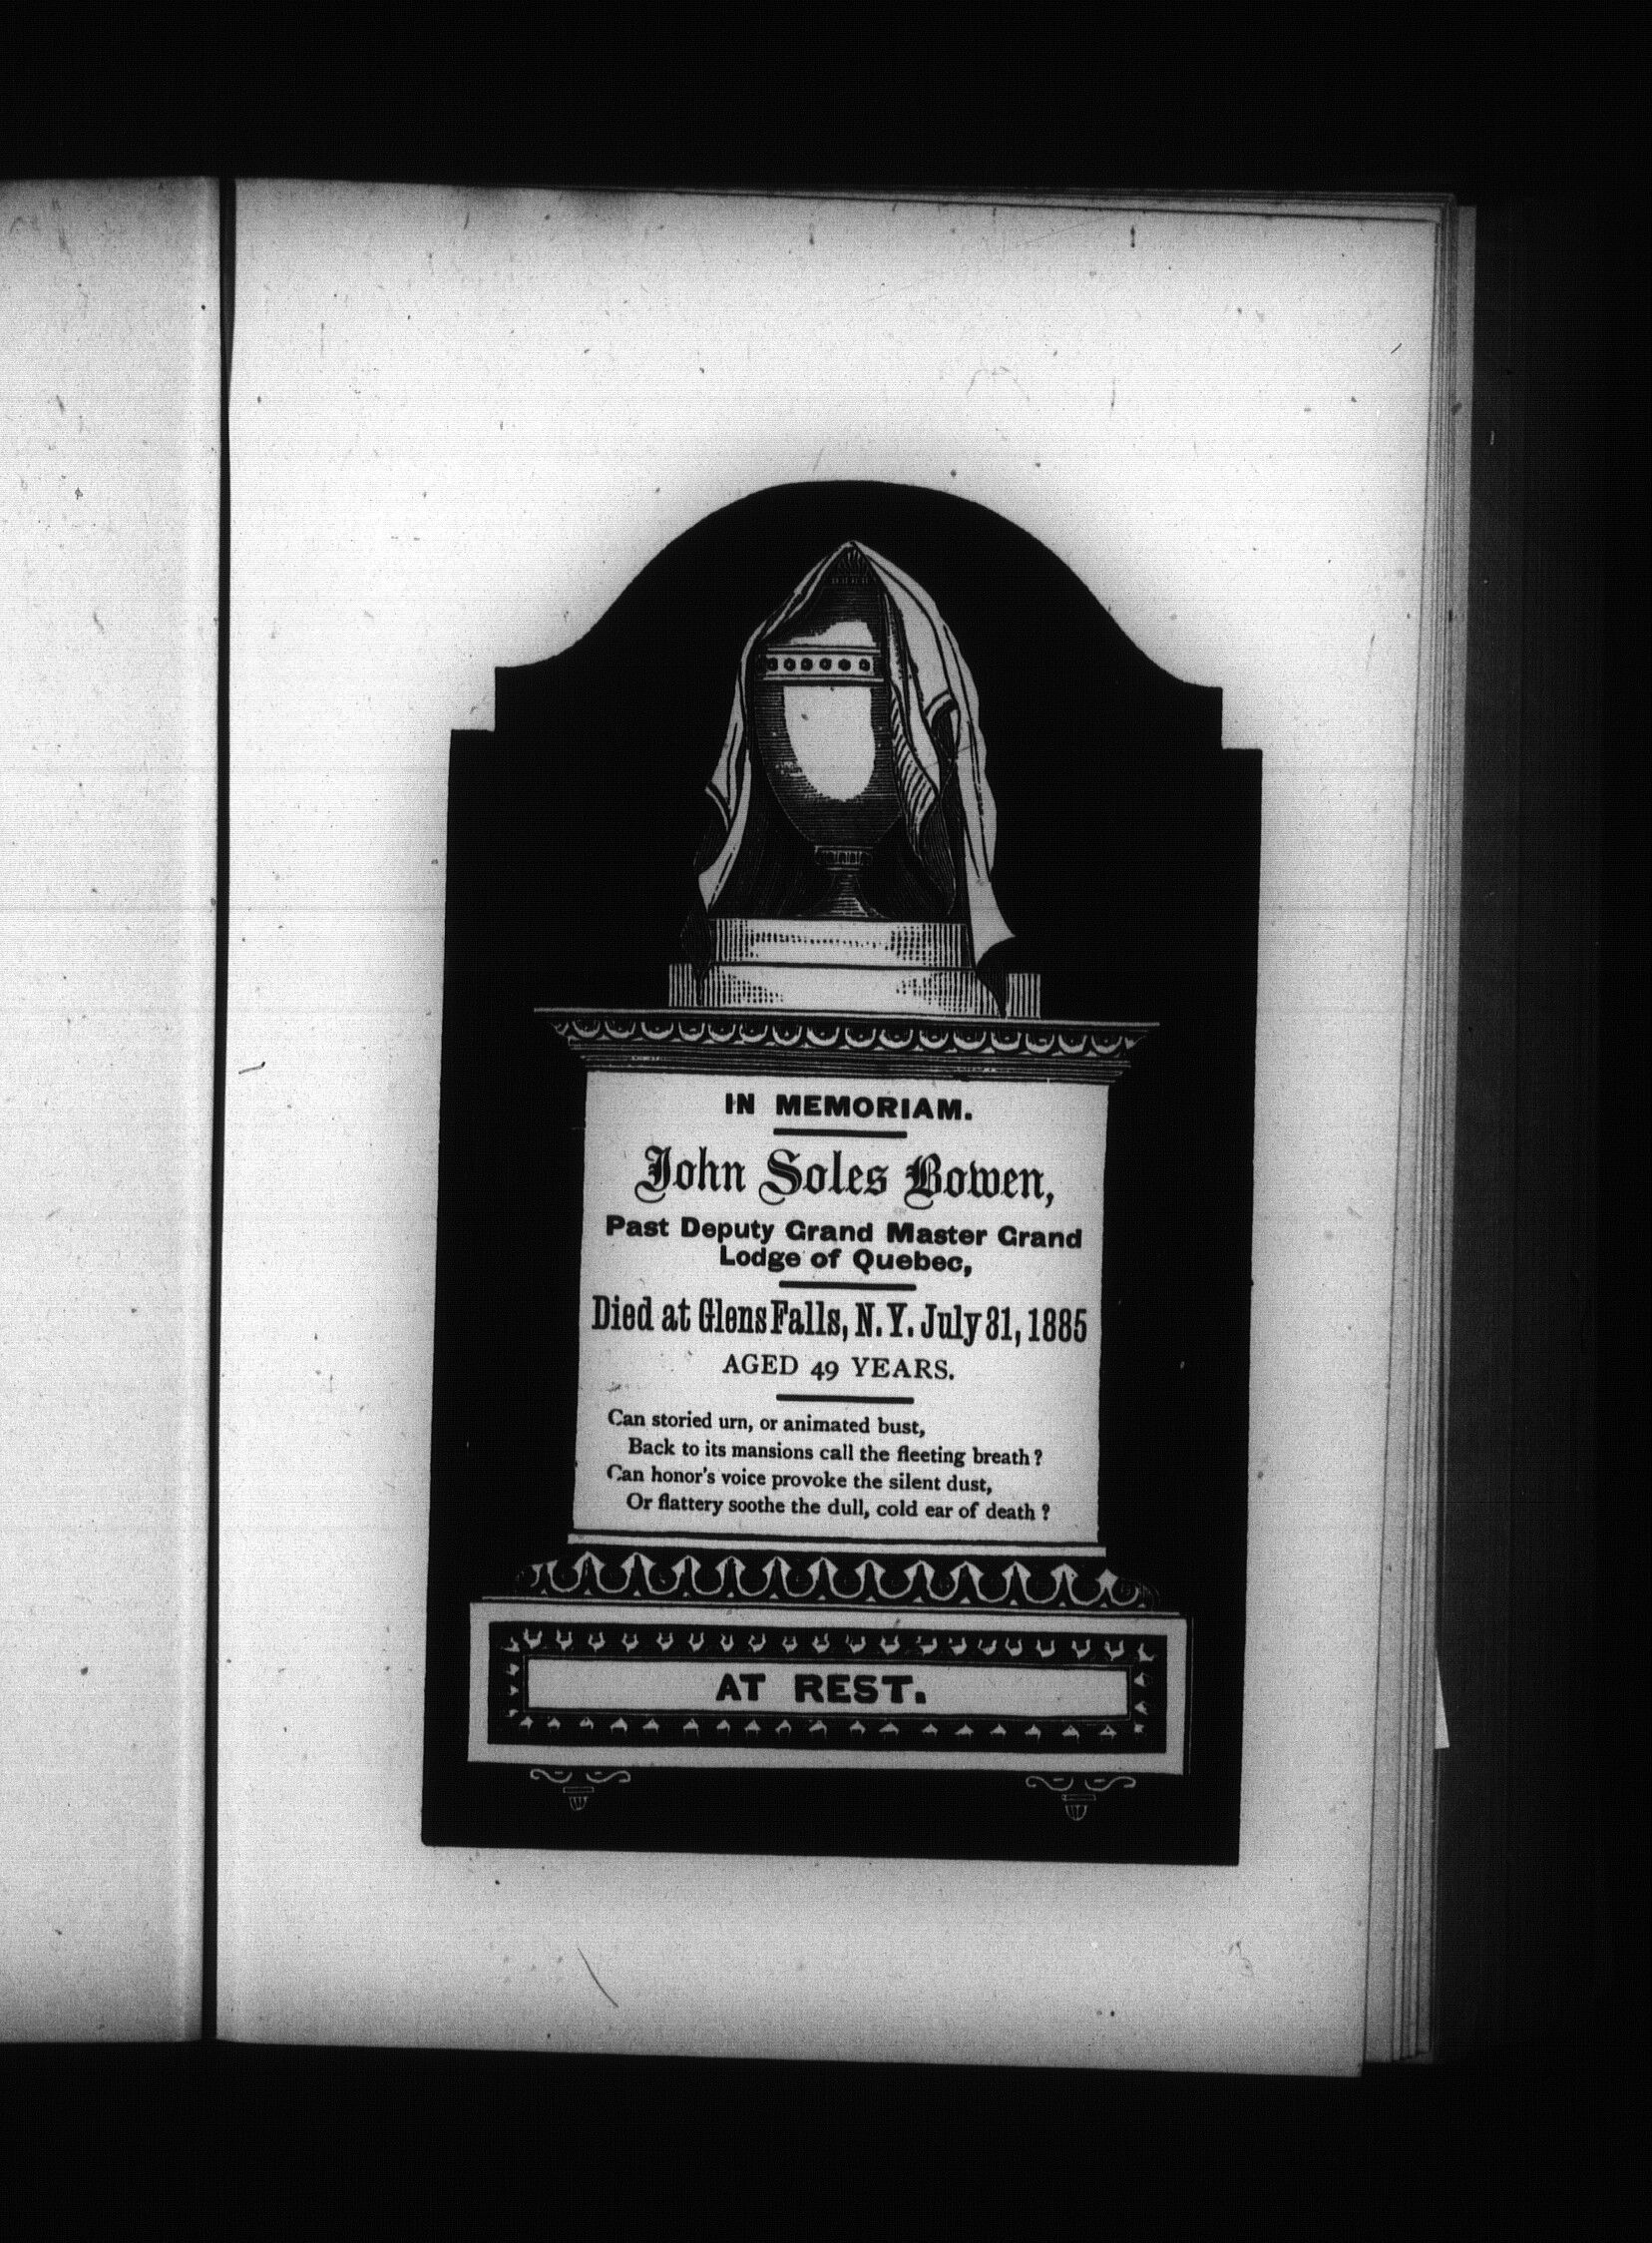 IN MEMORIAM.
John Soles Bowen,
Past Deputy Grand Master Grand
Lodge of Quebec,
Died at Glens Falls, N. Y. July 31, 1885
AGED 49 YEARS.
Can storied urn, or animated bust,
Back to its mansions call the fleeting breath?
Can honor's voice provoke the silent dust,
Or flattery soothe the dull, cold ear of death?
AT REST.